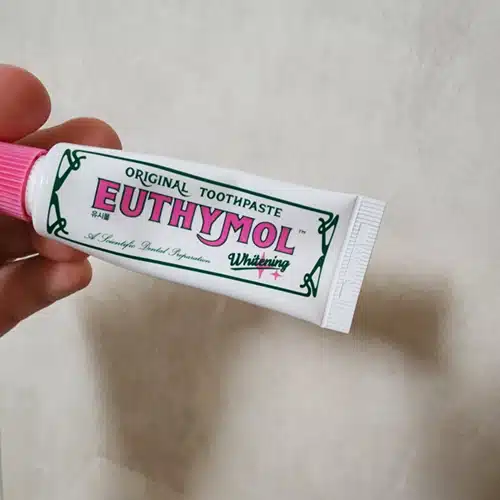 ORIGINAL TOOTHPASTE
EUTHYMOL™
유시몰
A Scientific Dental Preparation
Whitening